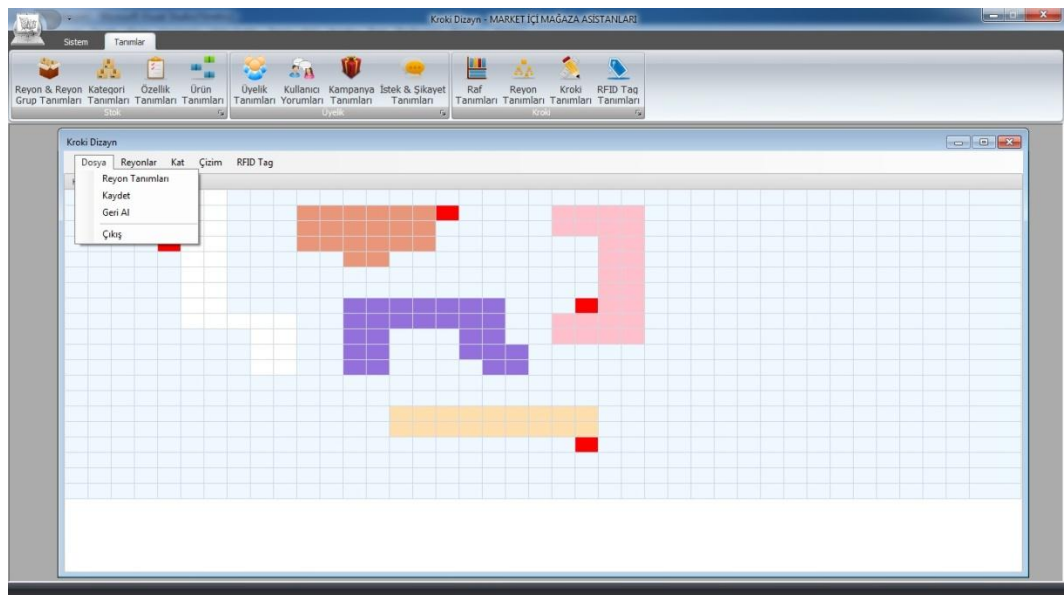 Kroki Dizayn - MARKET İÇİ MAĞAZA ASİSTANLARI
Sistem Tanımlar
Reyon & Reyon Grup Tanımları
Kategori Tanımları
Özellik Tanımları
Ürün Tanımları
Stok
Üyelik Tanımları
Kullanıcı Yorumları
Kampanya Tanımları
İstek & Şikayet Tanımları
Üyelik
Raf Tanımları
Reyon Tanımları
Kroki Tanımları
RFID Tag Tanımları
Kroki
Kroki Dizayn
Dosya Reyonlar Kat Çizim RFID Tag
Reyon Tanımları
Kaydet
Geri Al
Çıkış